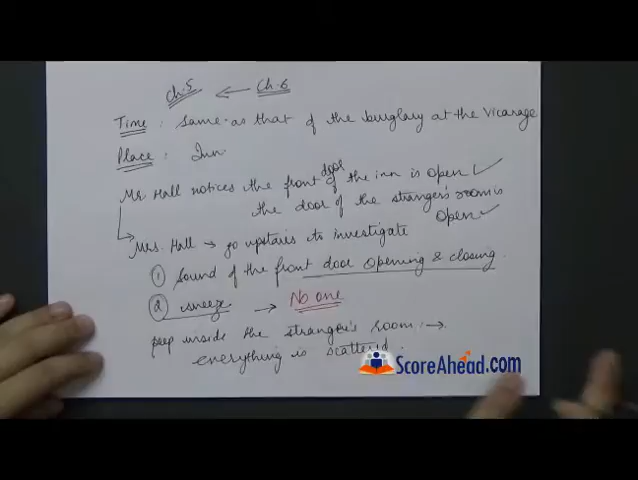 Ch.5 ← Ch.6
Time : same as that of the burglary at the Vicarage
Place : Inn
Mr. Hall notices the front door of the inn is open ✓
the door of the stranger's room is
open ✓
Mrs. Hall → go upstairs to investigate
① Sound of the front door opening & closing.
② sneeze. → No one
peep inside the stranger's room :→
everything is scattered.
ScoreAhead.com